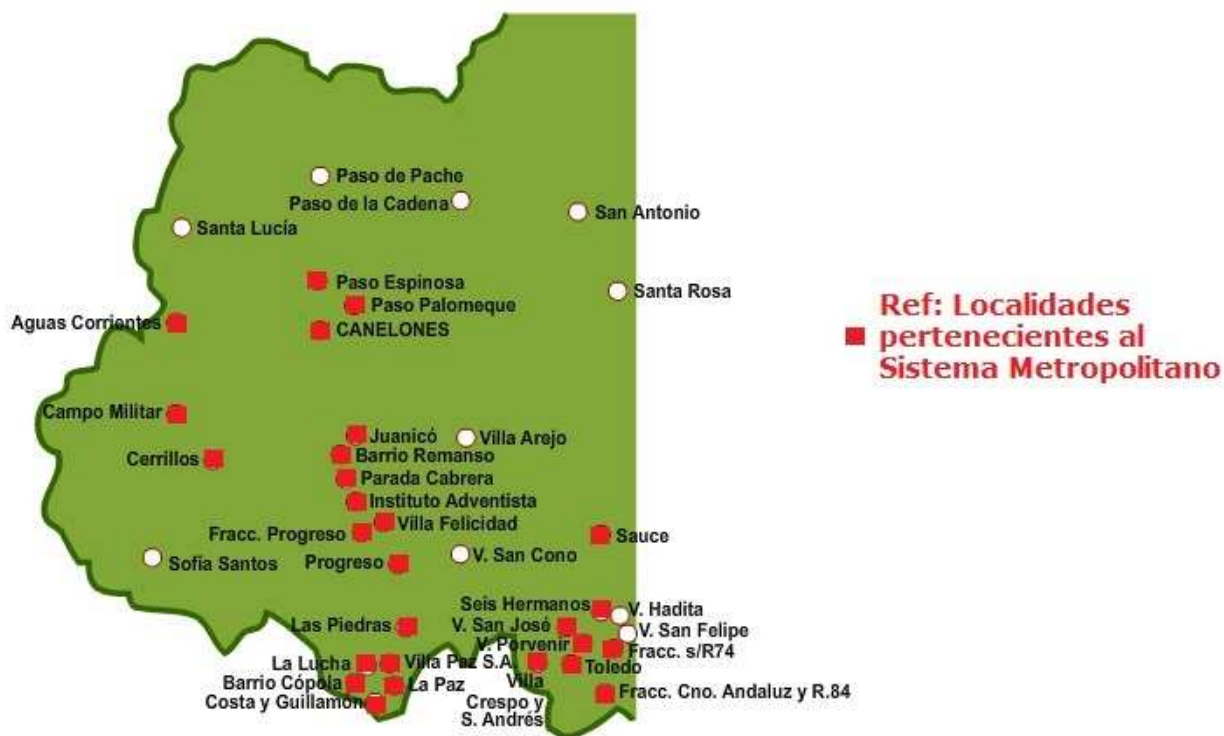 Paso de Pache
Paso de la Cadena
San Antonio
Santa Lucía
Paso Espinosa
Santa Rosa
Paso Palomeque
Aguas Corrientes
CANELONES
Ref: Localidades
pertenecientes al
Sistema Metropolitano
Campo Militar
Juanicó
Villa Arejo
Cerrillos
Barrio Remanso
Parada Cabrera
Instituto Adventista
Villa Felicidad
Fracc. Progreso
Sauce
Sofía Santos
Progreso
V. San Cono
Seis Hermanos
V. Hadita
Las Piedras
V. San José
V. San Felipe
V. Porvenir
Fracc. s/R74
La Lucha
Villa Paz S.A.
Toledo
Barrio Cópola
La Paz
Villa
Crespo y
S. Andrés
Fracc. Cno. Andaluz y R.84
Costa y Guillamón